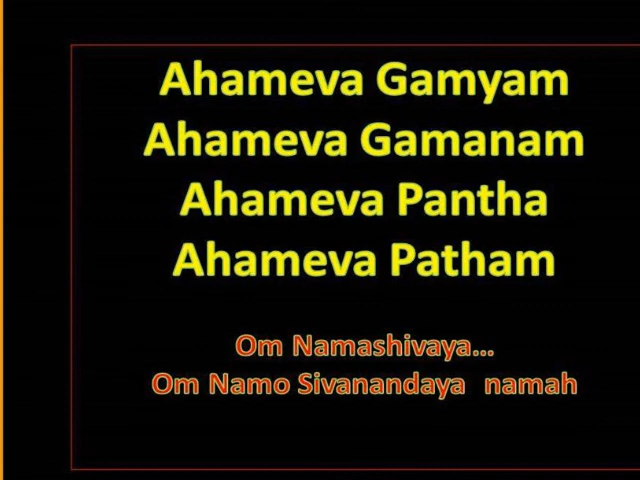 Ahameva Gamyam
Ahameva Gamanam
Ahameva Pantha
Ahameva Patham
Om Namashivaya...
Om Namo Sivanandaya namah